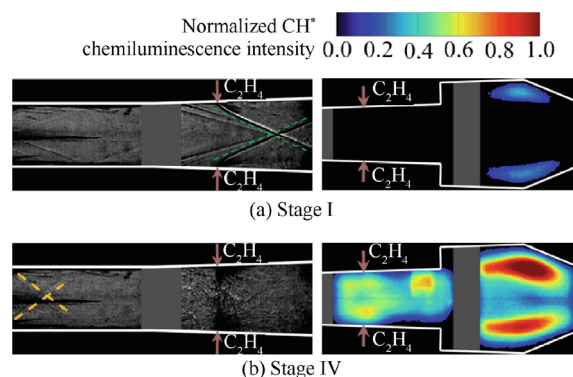 Normalized CH*
chemiluminescence intensity
0.0 0.2 0.4 0.6 0.8 1.0
(a)
C₂H₄ C₂H₄
C₂H₄ C₂H₄
(a) Stage I
(b)
C₂H₄ C₂H₄
C₂H₄ C₂H₄
(b) Stage IV